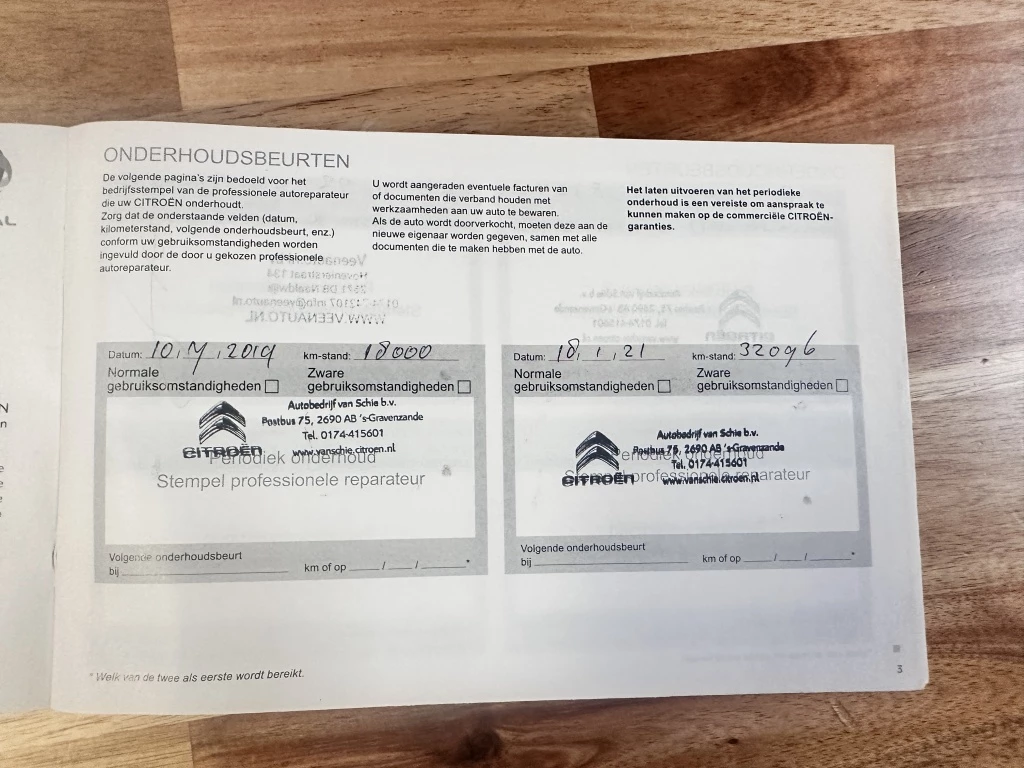 ONDERHOUDSBEURTEN
De volgende pagina's zijn bedoeld voor het
bedrijfsstempel van de professionele autoreparateur
die uw CITROËN onderhoudt.
Zorg dat de onderstaande velden (datum,
kilometerstand, volgende onderhoudsbeurt, enz.)
conform uw gebruiksomstandigheden worden
ingevuld door de door u gekozen professionele
autoreparateur.
U wordt aangeraden eventuele facturen van
of documenten die verband houden met
werkzaamheden aan uw auto te bewaren.
Als de auto wordt doorverkocht, moeten deze aan de
nieuwe eigenaar worden gegeven, samen met alle
documenten die te maken hebben met de auto.
Het laten uitvoeren van het periodieke
onderhoud is een vereiste om aanspraak te
kunnen maken op de commerciële CITROËN-
garanties.
Datum: 10, 7, 2019 km-stand: 18000
Normale Zware
gebruiksomstandigheden gebruiksomstandigheden
Autobedrijf van Schie b.v.
Postbus 75, 2690 AB 's-Gravenzande
Tel. 0174-415601
www.vanschie.citroen.nl
CITROËN
Periodiek onderhoud
Stempel professionele reparateur
Volgende onderhoudsbeurt
bij km of op / / *
Datum: 18, 1, 21 km-stand: 32096
Normale Zware
gebruiksomstandigheden gebruiksomstandigheden
Autobedrijf van Schie b.v.
Postbus 75, 2690 AB 's-Gravenzande
Tel. 0174-415601
www.vanschie.citroen.nl
CITROËN
Periodiek onderhoud
Stempel professionele reparateur
Volgende onderhoudsbeurt
bij km of op / / *
* Welk van de twee als eerste wordt bereikt.
3